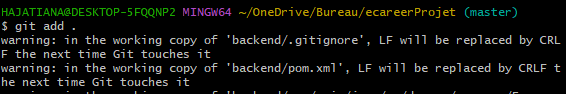 HAJATIANA@DESKTOP-5FQQNP2 MINGW64 ~/OneDrive/Bureau/ecareerProjet (master)
$ git add .
warning: in the working copy of 'backend/.gitignore', LF will be replaced by CRL
F the next time Git touches it
warning: in the working copy of 'backend/pom.xml', LF will be replaced by CRLF t
he next time Git touches it